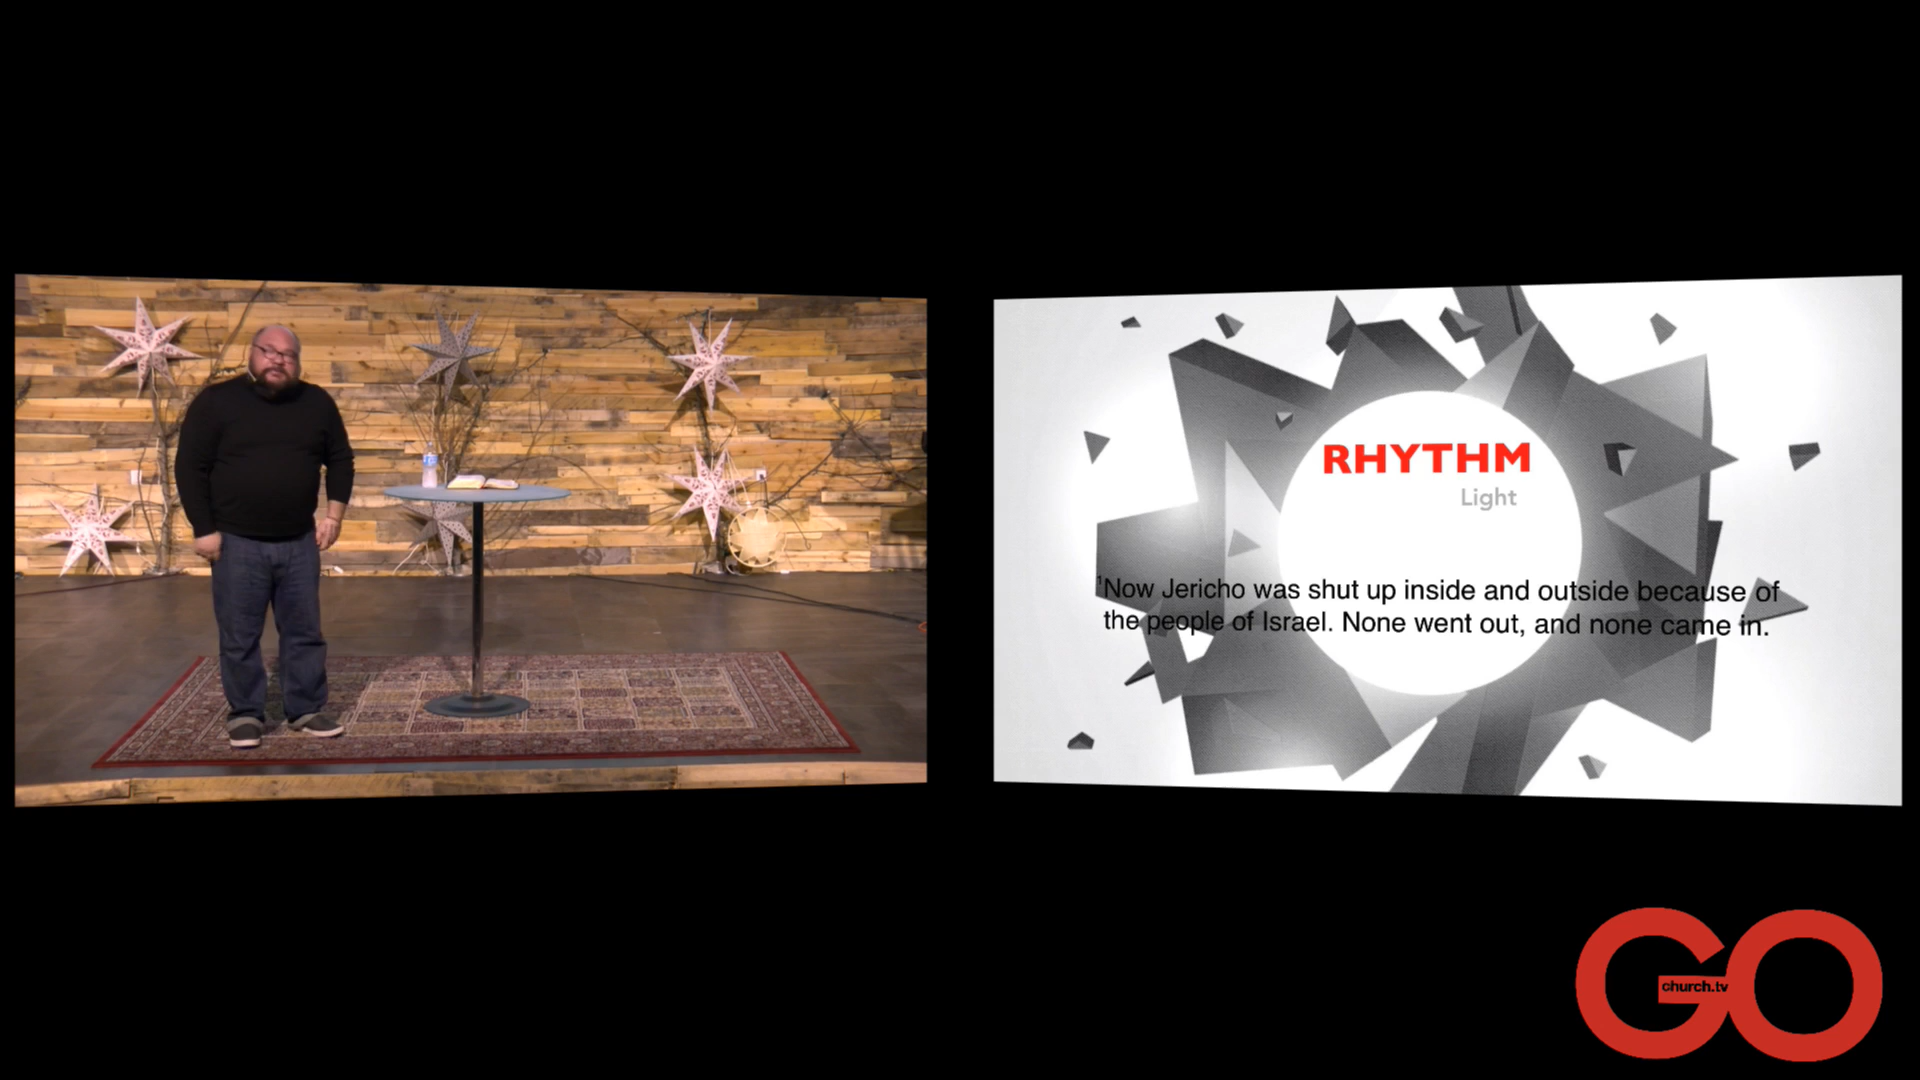 RHYTHM
Light
¹Now Jericho was shut up inside and outside because of
the people of Israel. None went out, and none came in.
GO
church.tv